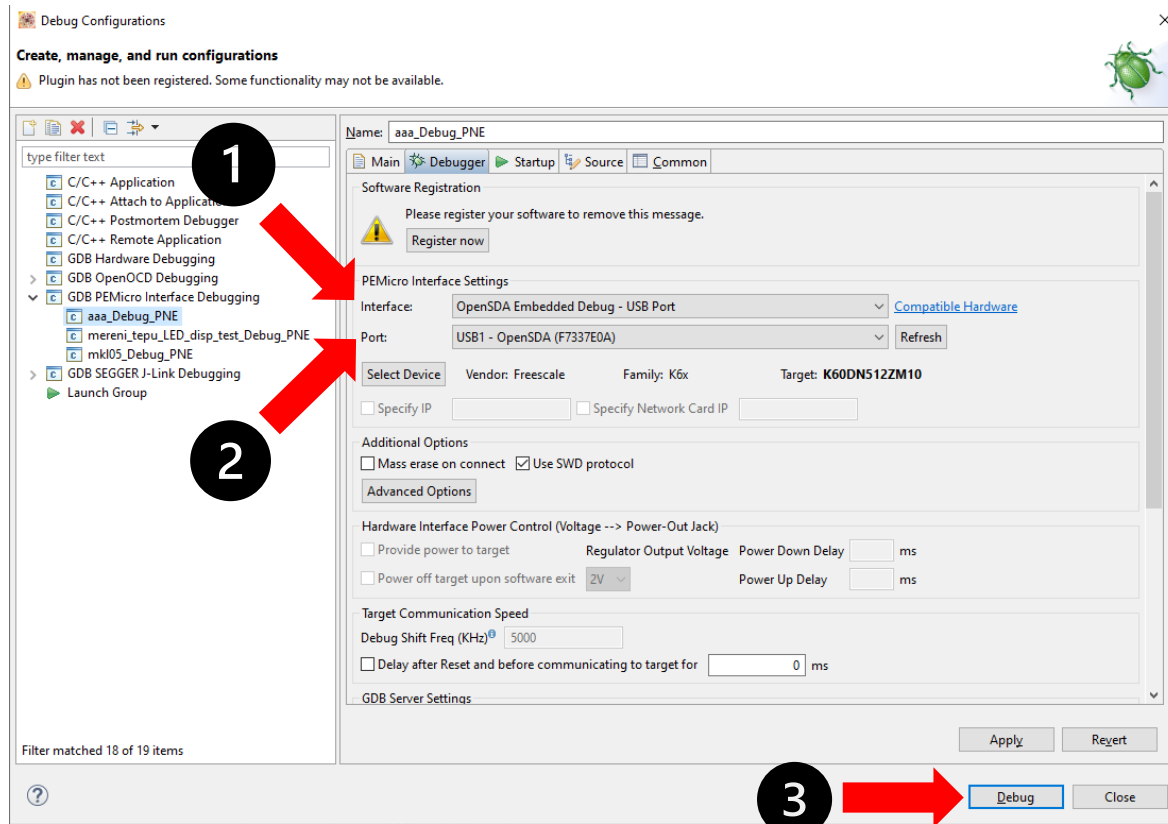 Debug Configurations
Create, manage, and run configurations
Plugin has not been registered. Some functionality may not be available.
type filter text
C/C++ Application
C/C++ Attach to Applicatio
C/C++ Postmortem Debugger
C/C++ Remote Application
GDB Hardware Debugging
GDB OpenOCD Debugging
GDB PEMicro Interface Debugging
aaa_Debug_PNE
mereni_tepu_LED_disp_test_Debug_PNE
mkl05_Debug_PNE
GDB SEGGER J-Link Debugging
Launch Group
Filter matched 18 of 19 items
1
2
Name: aaa_Debug_PNE
Main Debugger Startup Source Common
Software Registration
Please register your software to remove this message.
Register now
PEMicro Interface Settings
Interface: OpenSDA Embedded Debug - USB Port Compatible Hardware
Port: USB1 - OpenSDA (F7337E0A) Refresh
Select Device Vendor: Freescale Family: K6x Target: K60DN512ZM10
Specify IP Specify Network Card IP
Additional Options
Mass erase on connect Use SWD protocol
Advanced Options
Hardware Interface Power Control (Voltage --> Power-Out Jack)
Provide power to target Regulator Output Voltage Power Down Delay ms
Power off target upon software exit 2V Power Up Delay ms
Target Communication Speed
Debug Shift Freq (KHz) 5000
Delay after Reset and before communicating to target for 0 ms
GDB Server Settings
Apply Revert
3
Debug Close